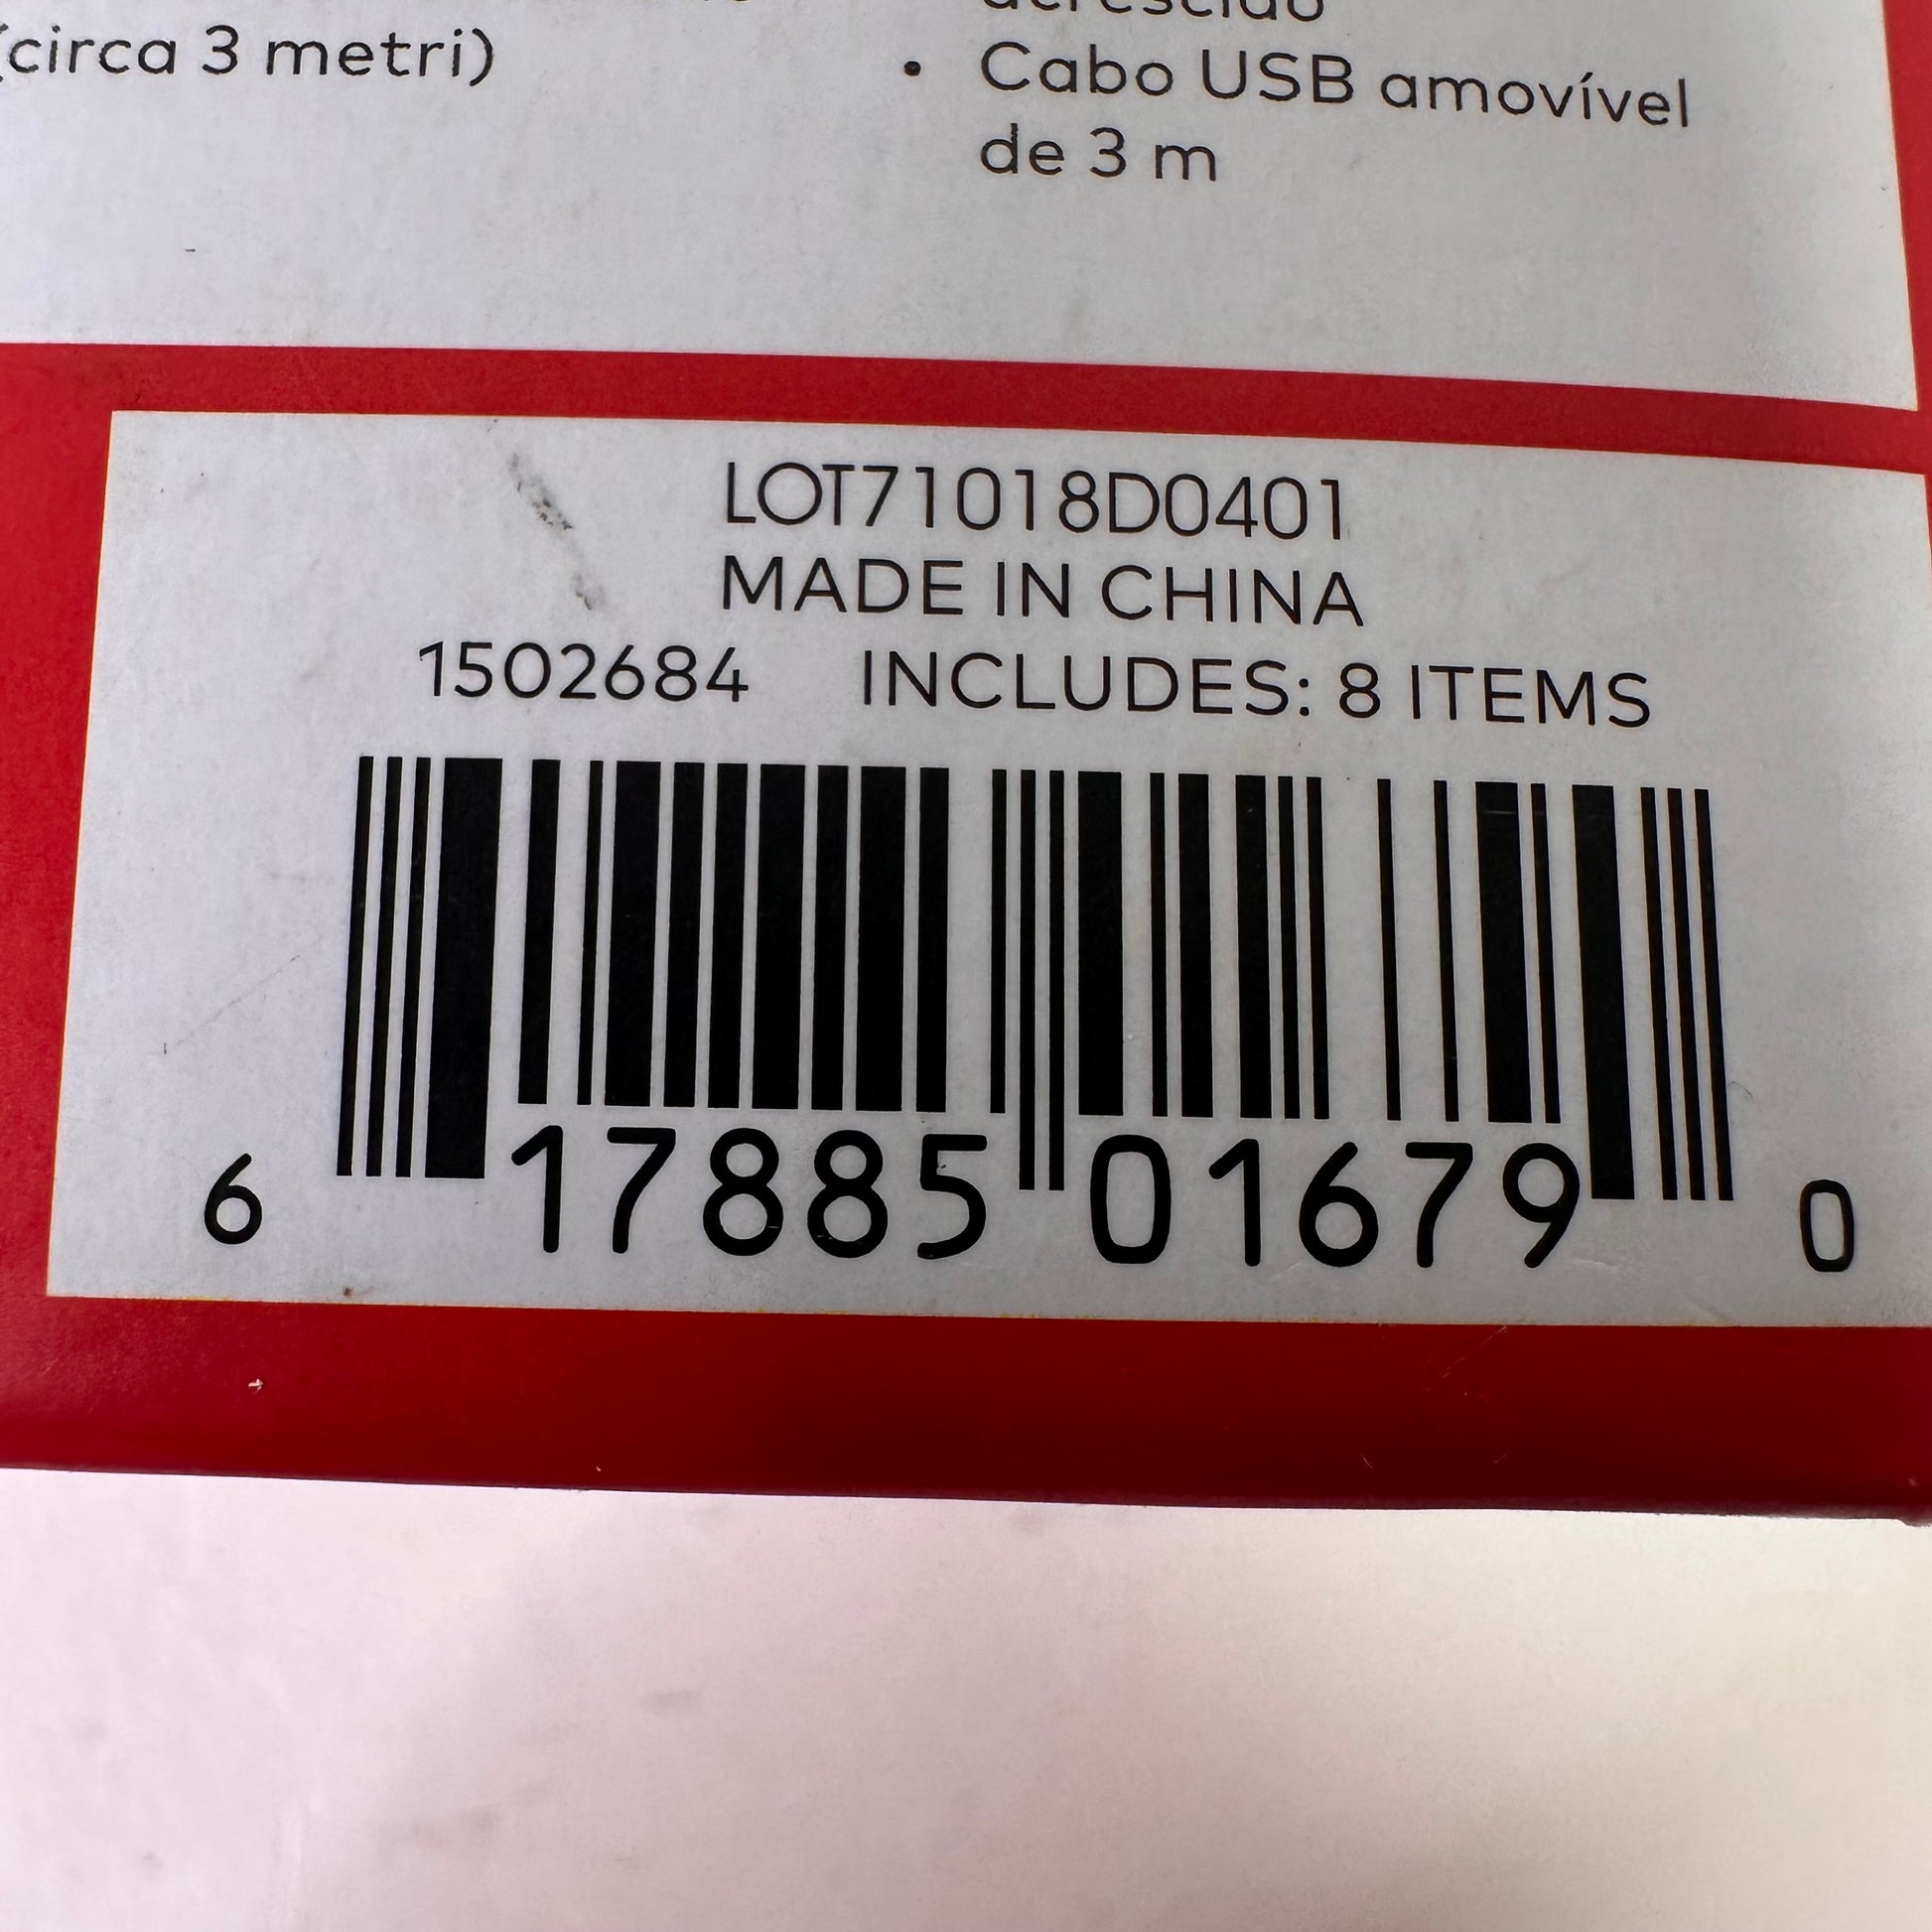 (circa 3 metri)
acrescido
• Cabo USB amovível
de 3 m
LOT71018D0401
MADE IN CHINA
1502684 INCLUDES: 8 ITEMS
6 17885 01679 0